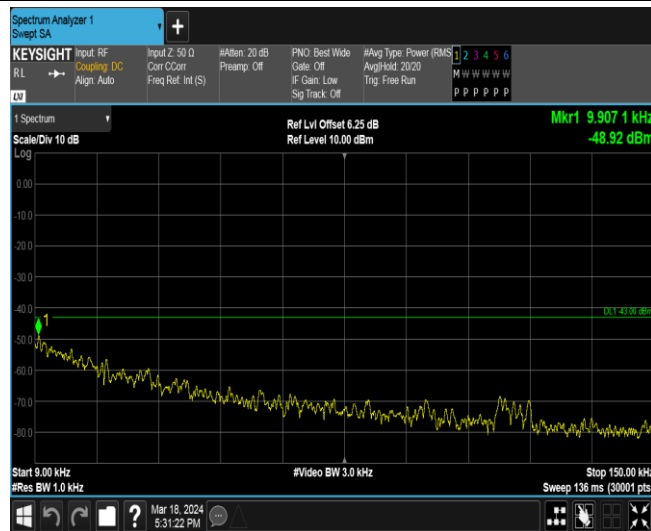 Spectrum Analyzer 1
Swept SA
+
KEYSIGHT
RL
Input: RF
Coupling: DC
Align: Auto
Input Z: 50 Ω
Corr CCorr
Freq Ref: Int (S)
#Atten: 20 dB
Preamp: Off
PNO: Best Wide
Gate: Off
IF Gain: Low
Sig Track: Off
#Avg Type: Power (RMS
Avg|Hold: 20/20
Trig: Free Run
1 2 3 4 5 6
M W W W W W
P P P P P P
LXI
1 Spectrum
Scale/Div 10 dB
Ref Lvl Offset 6.25 dB
Ref Level 10.00 dBm
Mkr1 9.907 1 kHz
-48.92 dBm
Log
0.00
-10.0
-20.0
-30.0
-40.0
DL1 -43.00 dBm
1
-50.0
-60.0
-70.0
-80.0
Start 9.00 kHz
#Video BW 3.0 kHz
Stop 150.00 kHz
#Res BW 1.0 kHz
Sweep 136 ms (30001 pts
?
Mar 18, 2024
5:31:22 PM